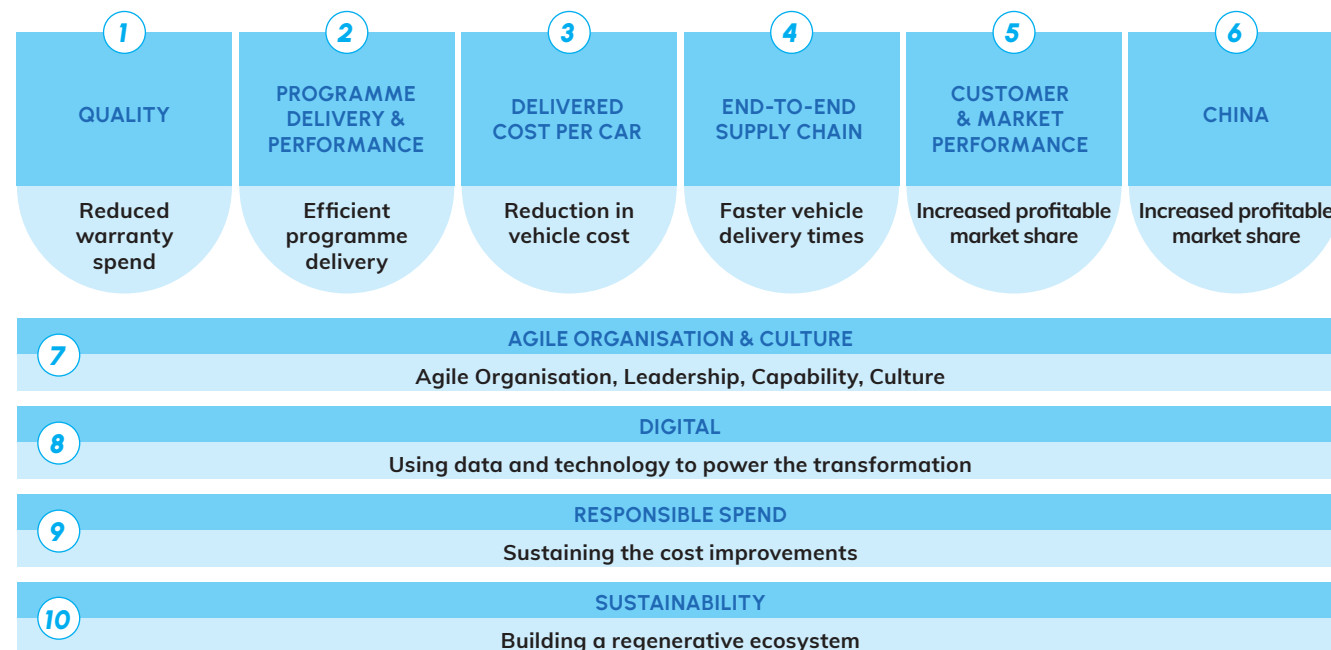 1
QUALITY
Reduced
warranty
spend
2
PROGRAMME
DELIVERY &
PERFORMANCE
Efficient
programme
delivery
3
DELIVERED
COST PER CAR
Reduction in
vehicle cost
4
END-TO-END
SUPPLY CHAIN
Faster vehicle
delivery times
5
CUSTOMER
& MARKET
PERFORMANCE
Increased profitable
market share
6
CHINA
Increased profitable
market share
7
AGILE ORGANISATION & CULTURE
Agile Organisation, Leadership, Capability, Culture
8
DIGITAL
Using data and technology to power the transformation
9
RESPONSIBLE SPEND
Sustaining the cost improvements
10
SUSTAINABILITY
Building a regenerative ecosystem